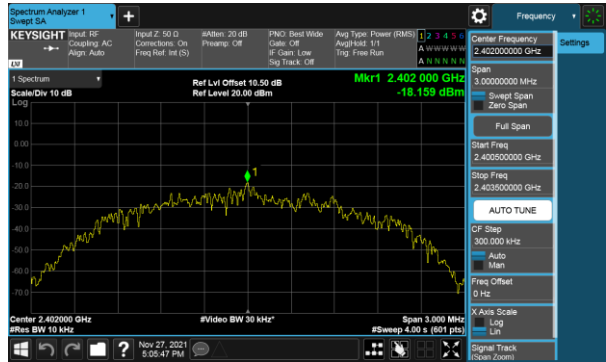 Spectrum Analyzer 1
Swept SA
+
Frequency
KEYSIGHT
Input: RF
Coupling: AC
Align: Auto
Input Z: 50 Ω
Corrections: On
Freq Ref: Int (S)
#Atten: 20 dB
Preamp: Off
PNO: Best Wide
Gate: Off
IF Gain: Low
Sig Track: Off
Avg Type: Power (RMS)
Avg|Hold: 1/1
Trig: Free Run
1 2 3 4 5 6
A W W W W W
A N N N N N
LXI
Center Frequency
2.402000000 GHz
Settings
Span
3.00000000 MHz
Swept Span
Zero Span
Full Span
Start Freq
2.400500000 GHz
Stop Freq
2.403500000 GHz
AUTO TUNE
CF Step
300.000 kHz
Auto
Man
Freq Offset
0 Hz
X Axis Scale
Log
Lin
Signal Track
(Span Zoom)
1 Spectrum
Scale/Div 10 dB
Log
Ref Lvl Offset 10.50 dB
Ref Level 20.00 dBm
Mkr1 2.402 000 GHz
-18.159 dBm
10.0
0.00
-10.0
-20.0
-30.0
-40.0
-50.0
-60.0
-70.0
1
Center 2.402000 GHz
#Res BW 10 kHz
#Video BW 30 kHz*
Span 3.000 MHz
#Sweep 4.00 s (601 pts)
?
Nov 27, 2021
5:05:47 PM